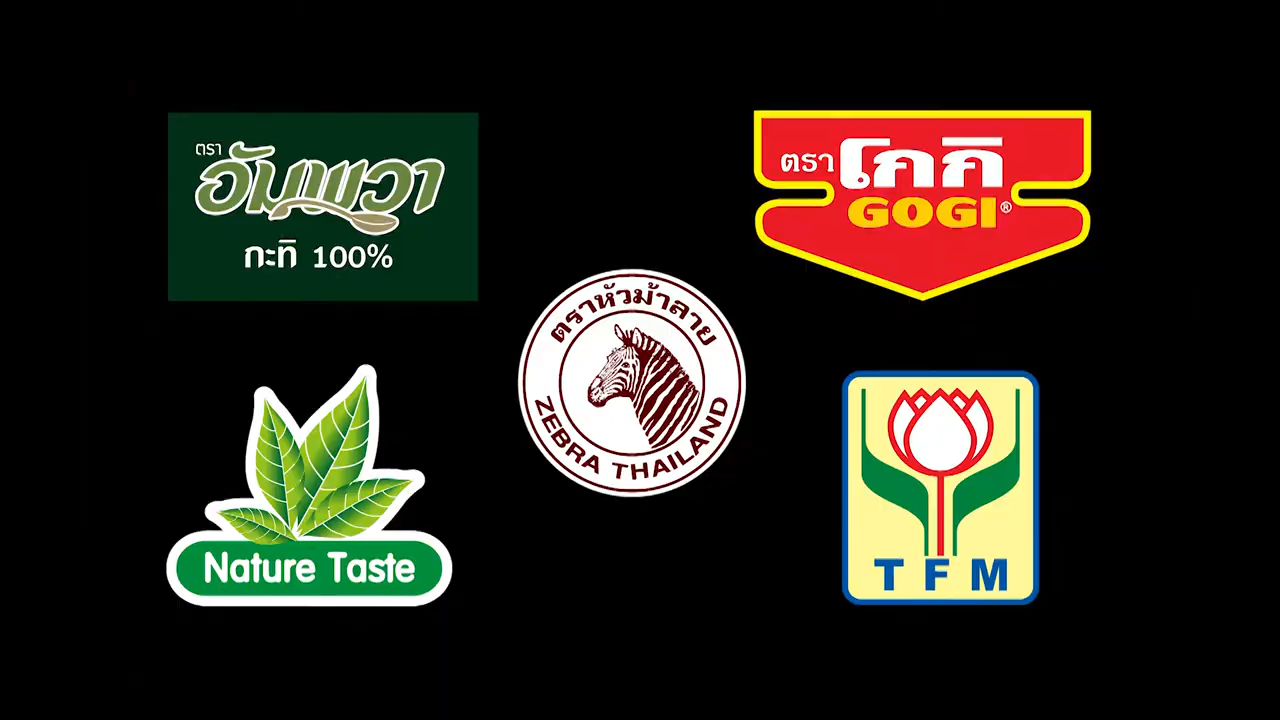 ตรา
อัมพวา
กะทิ 100%
ตรา โกกิ
GOGI®
ตราหัวม้าลาย
ZEBRA THAILAND
Nature Taste
T F M